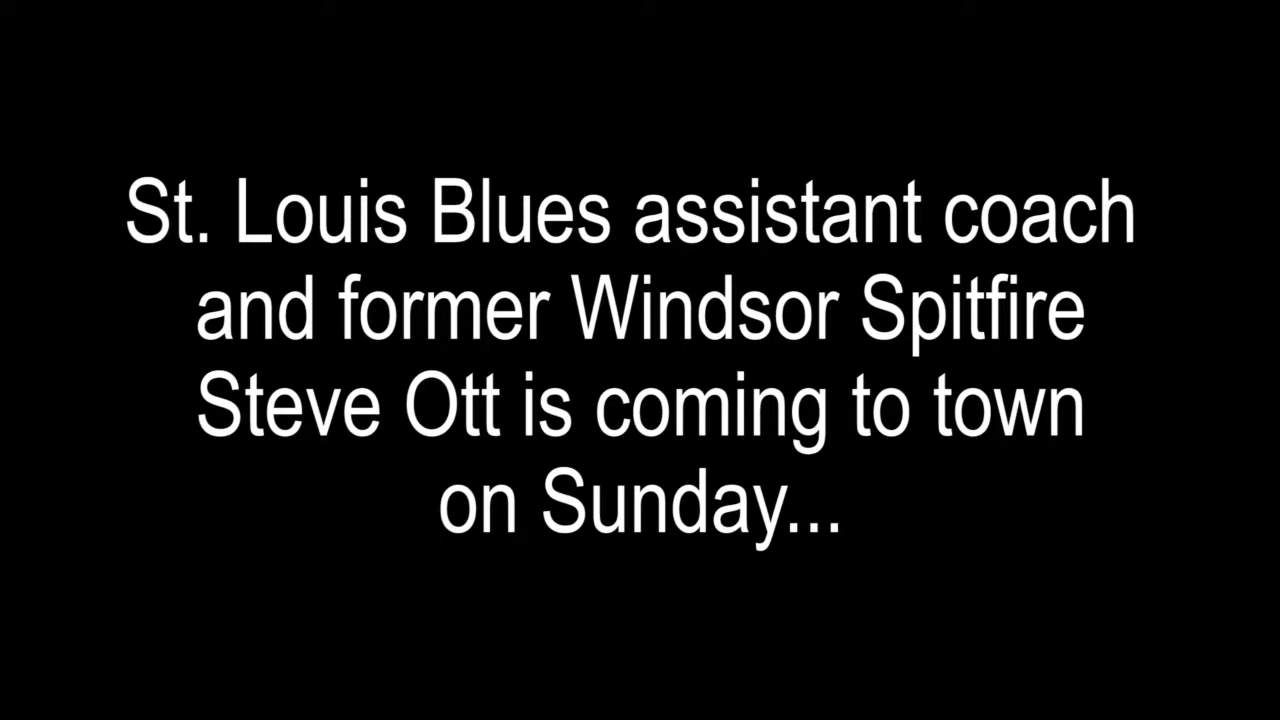 St. Louis Blues assistant coach
and former Windsor Spitfire
Steve Ott is coming to town
on Sunday...